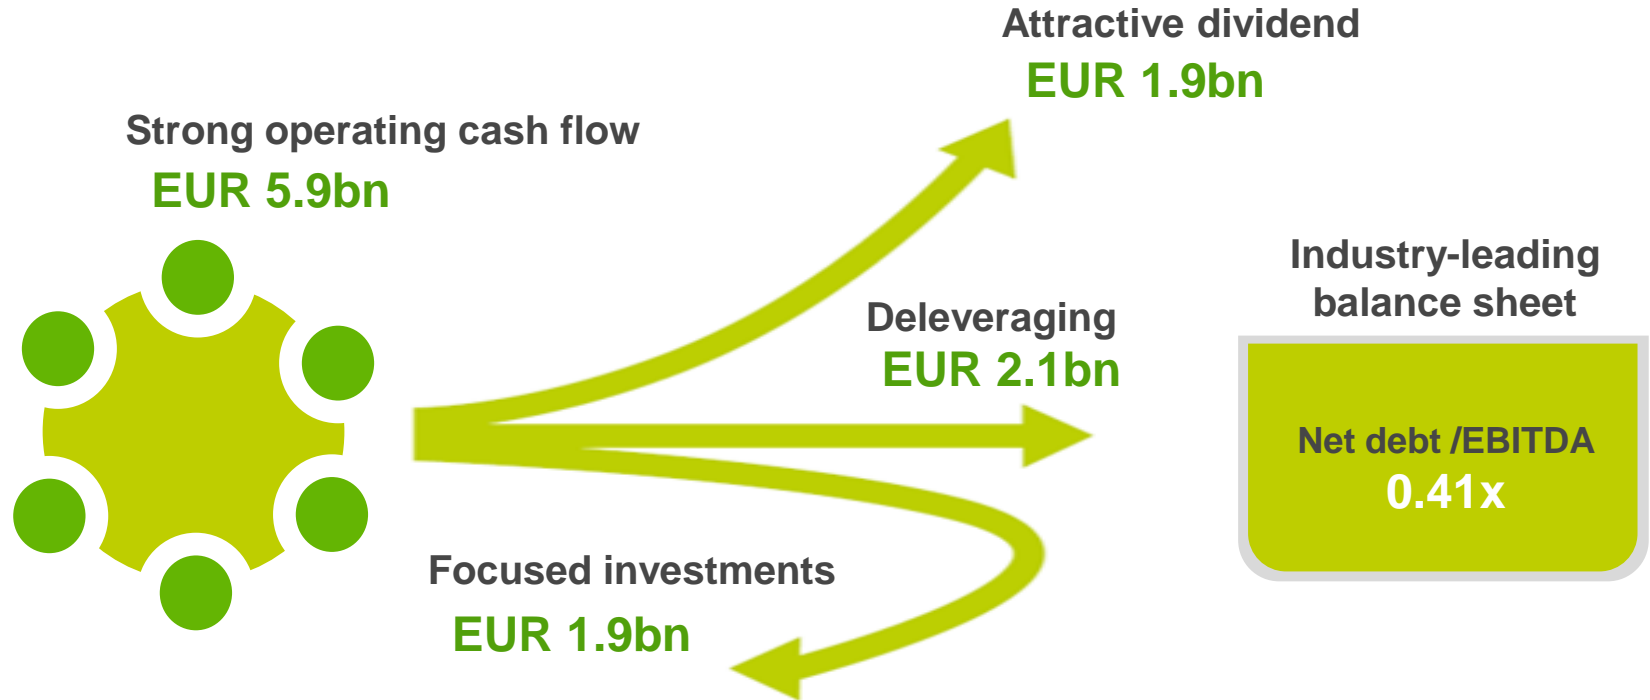 Attractive dividend
EUR 1.9bn
Strong operating cash flow
EUR 5.9bn
Industry-leading
balance sheet
Deleveraging
EUR 2.1bn
Net debt /EBITDA
0.41x
Focused investments
EUR 1.9bn